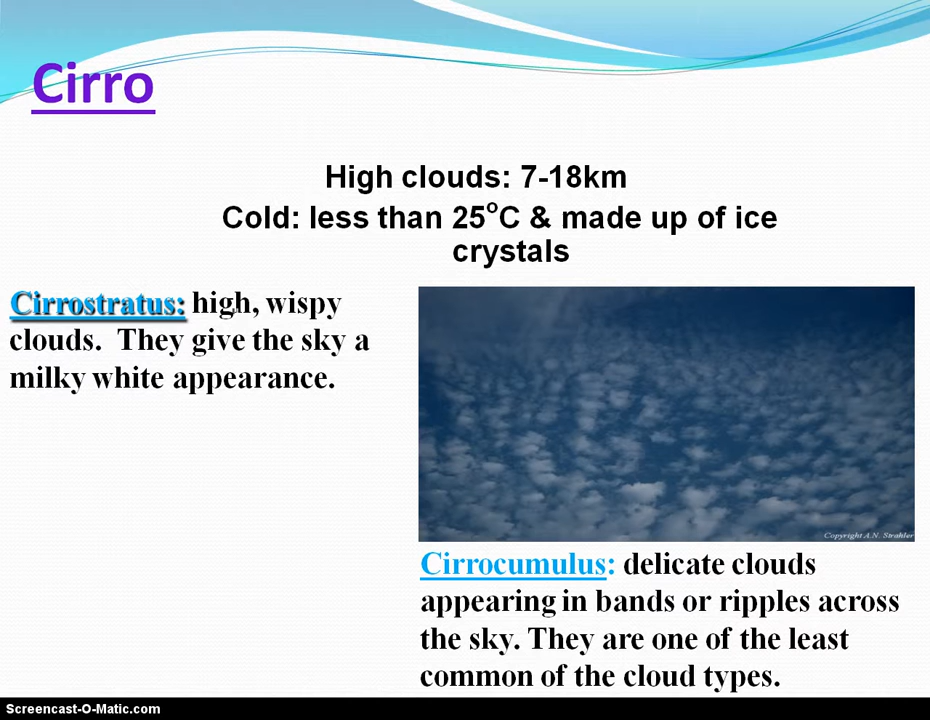 Cirro
High clouds: 7-18km
Cold: less than 25°C & made up of ice
crystals
Cirrostratus: high, wispy
clouds. They give the sky a
milky white appearance.
Copyright A.N. Strahler
Cirrocumulus: delicate clouds
appearing in bands or ripples across
the sky. They are one of the least
common of the cloud types.
Screencast-O-Matic.com